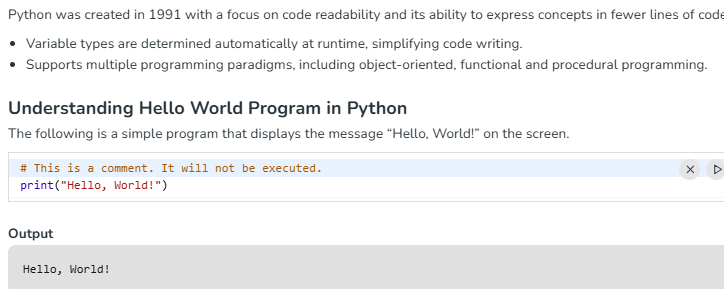 Python was created in 1991 with a focus on code readability and its ability to express concepts in fewer lines of code
• Variable types are determined automatically at runtime, simplifying code writing.
• Supports multiple programming paradigms, including object-oriented, functional and procedural programming.
Understanding Hello World Program in Python
The following is a simple program that displays the message “Hello, World!” on the screen.
# This is a comment. It will not be executed.
print("Hello, World!")
Output
Hello, World!